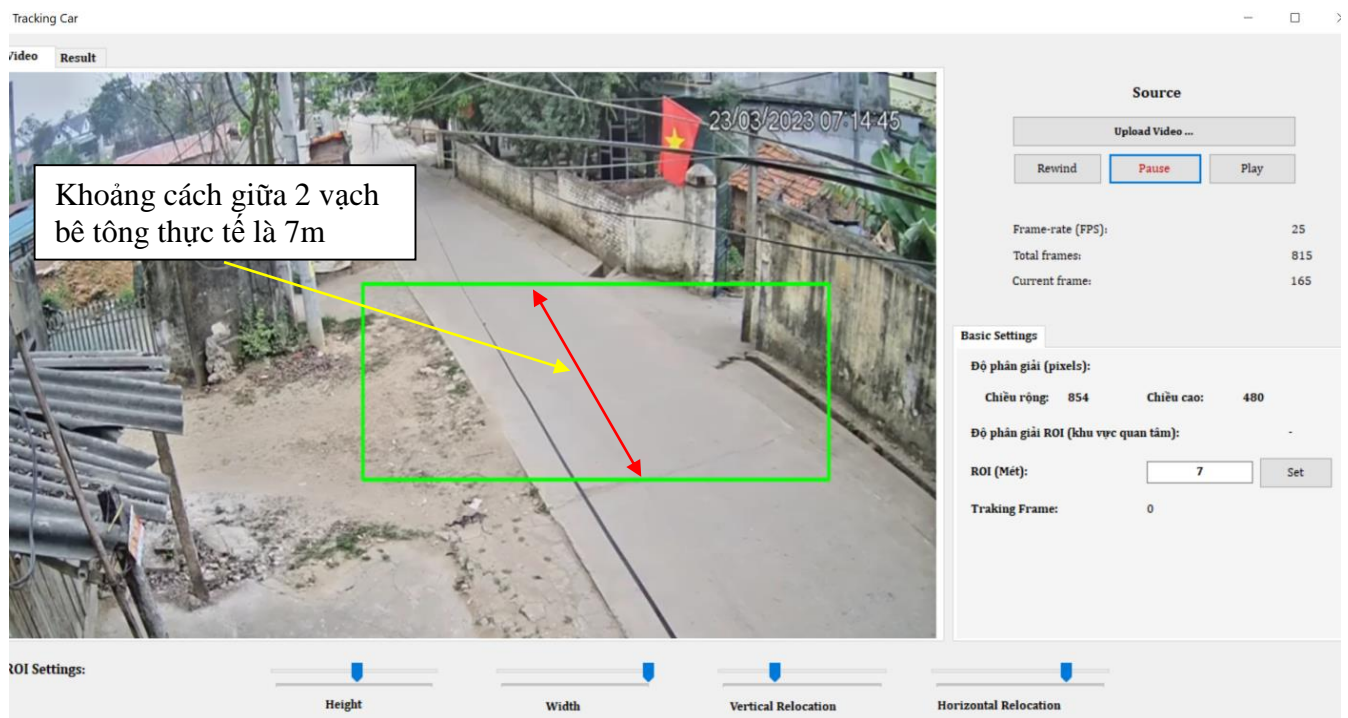 Tracking Car
Video Result
23/03/2023 07:14:45
Khoảng cách giữa 2 vạch
bê tông thực tế là 7m
Source
Upload Video ...
Rewind Pause Play
Frame-rate (FPS): 25
Total frames: 815
Current frame: 165
Basic Settings
Độ phân giải (pixels):
Chiều rộng: 854 Chiều cao: 480
Độ phân giải ROI (khu vực quan tâm): -
ROI (Mét): 7 Set
Traking Frame: 0
ROI Settings:
Height Width Vertical Relocation Horizontal Relocation